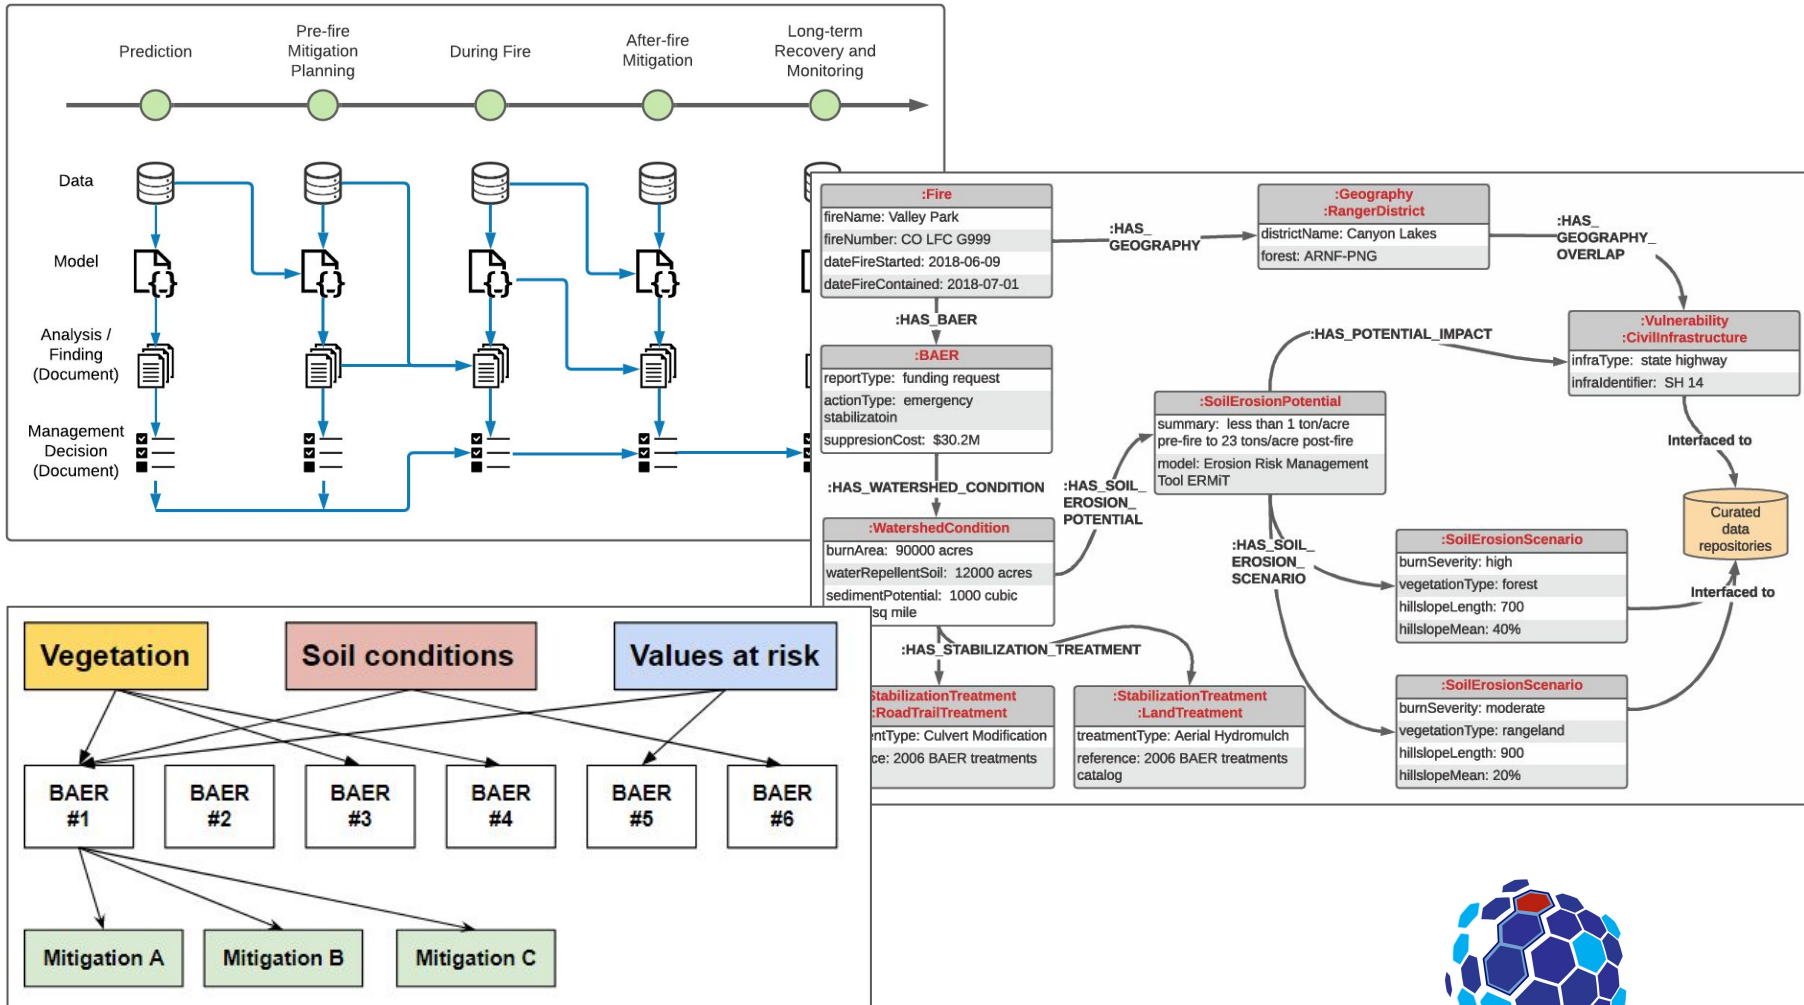 Prediction
Pre-fire
Mitigation
Planning
During Fire
After-fire
Mitigation
Long-term
Recovery and
Monitoring
Data
Model
Analysis /
Finding
(Document)
Management
Decision
(Document)
:Fire
fireName: Valley Park
fireNumber: CO LFC G999
dateFireStarted: 2018-06-09
dateFireContained: 2018-07-01
:HAS_
GEOGRAPHY
:Geography
:RangerDistrict
districtName: Canyon Lakes
forest: ARNF-PNG
:HAS_
GEOGRAPHY_
OVERLAP
:HAS_BAER
:BAER
reportType: funding request
actionType: emergency
stabilizatoin
suppresionCost: $30.2M
:HAS_POTENTIAL_IMPACT
:Vulnerability
:CivilInfrastructure
infraType: state highway
infraIdentifier: SH 14
:SoilErosionPotential
summary: less than 1 ton/acre
pre-fire to 23 tons/acre post-fire
model: Erosion Risk Management
Tool ERMiT
Interfaced to
:HAS_WATERSHED_CONDITION
:HAS_SOIL_
EROSION_
POTENTIAL
Curated
data
repositories
:WatershedCondition
burnArea: 90000 acres
waterRepellentSoil: 12000 acres
sedimentPotential: 1000 cubic
sq mile
:HAS_SOIL_
EROSION_
SCENARIO
:SoilErosionScenario
burnSeverity: high
vegetationType: forest
hillslopeLength: 700
hillslopeMean: 40%
Interfaced to
:HAS_STABILIZATION_TREATMENT
StabilizationTreatment
:RoadTrailTreatment
entType: Culvert Modification
ce: 2006 BAER treatments
:StabilizationTreatment
:LandTreatment
treatmentType: Aerial Hydromulch
reference: 2006 BAER treatments
catalog
:SoilErosionScenario
burnSeverity: moderate
vegetationType: rangeland
hillslopeLength: 900
hillslopeMean: 20%
Vegetation
Soil conditions
Values at risk
BAER
#1
BAER
#2
BAER
#3
BAER
#4
BAER
#5
BAER
#6
Mitigation A
Mitigation B
Mitigation C